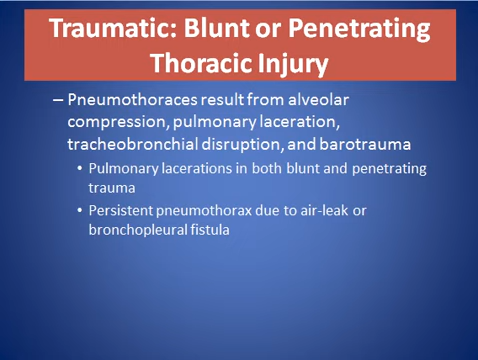 Traumatic: Blunt or Penetrating
Thoracic Injury
– Pneumothoraces result from alveolar
compression, pulmonary laceration,
tracheobronchial disruption, and barotrauma
• Pulmonary lacerations in both blunt and penetrating
trauma
• Persistent pneumothorax due to air-leak or
bronchopleural fistula